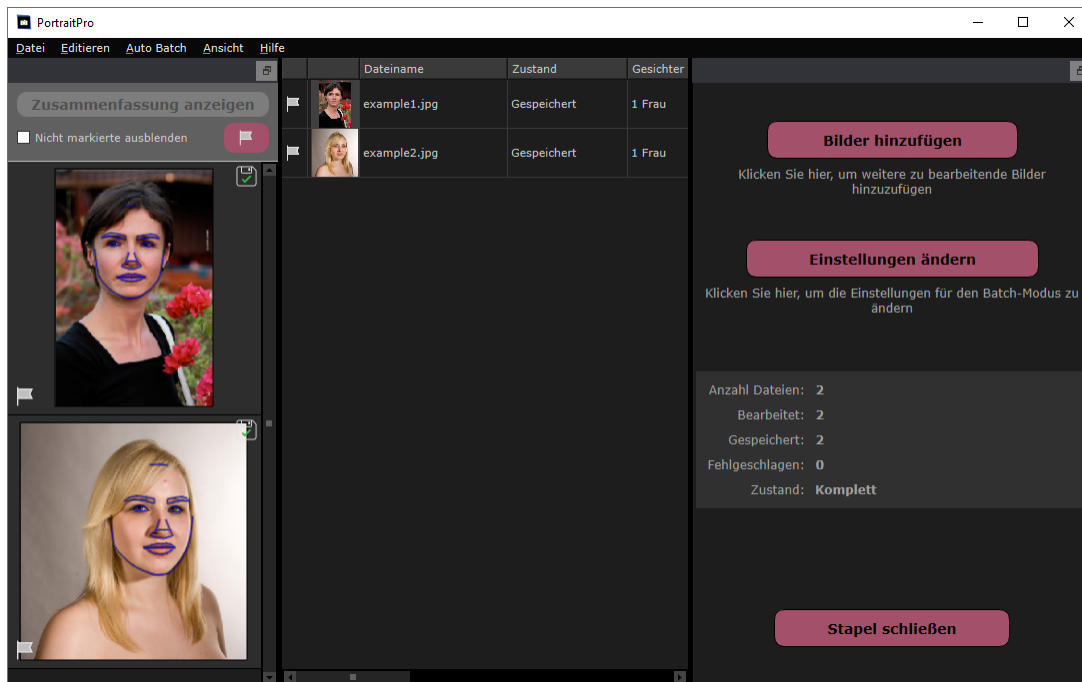 PortraitPro
Datei Editieren Auto Batch Ansicht Hilfe
Zusammenfassung anzeigen
Nicht markierte ausblenden
Dateiname Zustand Gesichter
example1.jpg Gespeichert 1 Frau
example2.jpg Gespeichert 1 Frau
Bilder hinzufügen
Klicken Sie hier, um weitere zu bearbeitende Bilder
hinzuzufügen
Einstellungen ändern
Klicken Sie hier, um die Einstellungen für den Batch-Modus zu
ändern
Anzahl Dateien: 2
Bearbeitet: 2
Gespeichert: 2
Fehlgeschlagen: 0
Zustand: Komplett
Stapel schließen